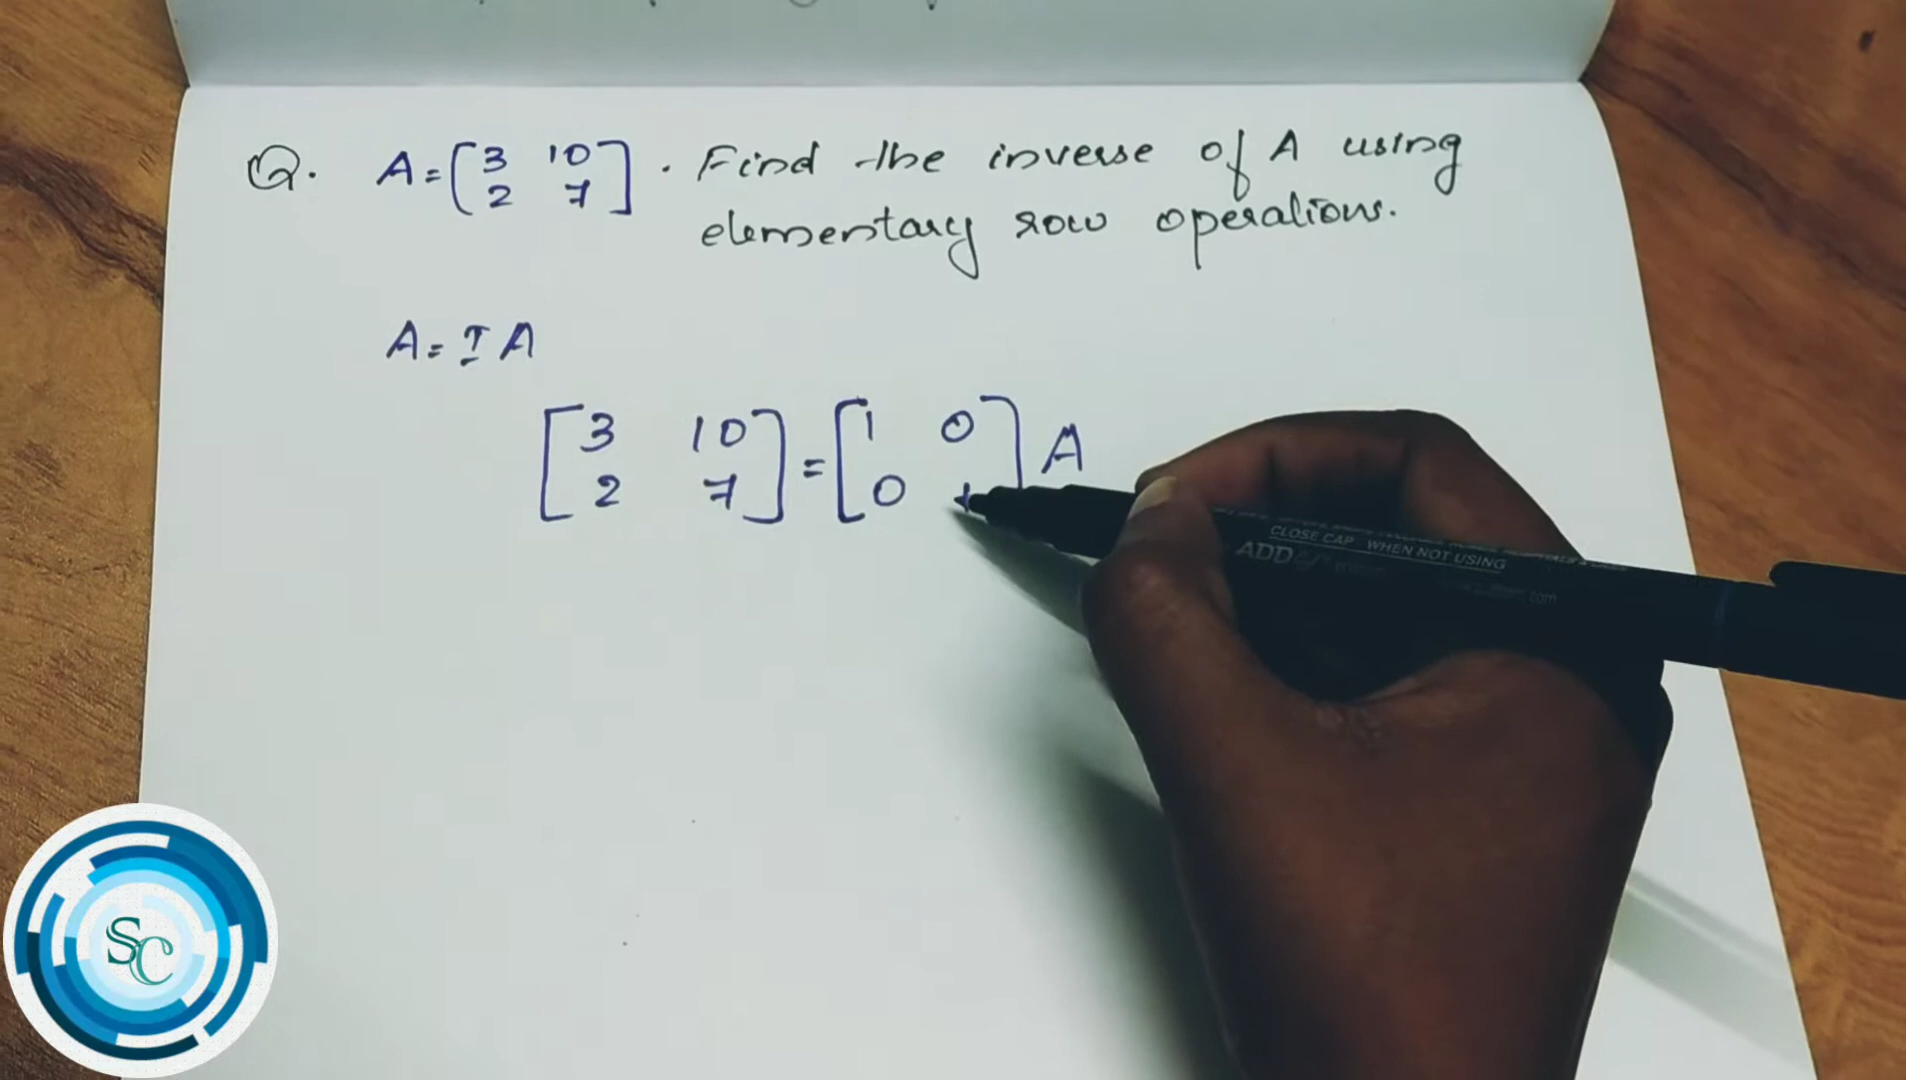 Q. A = [ 3 10 ] . Find the inverse of A using
[ 2 7 ] elementary row operations.
A = I A
[ 3 10 ] = [ 1 0 ] A
[ 2 7 ] [ 0 1 ]
CLOSE CAP WHEN NOT USING
ADD
.com
SC